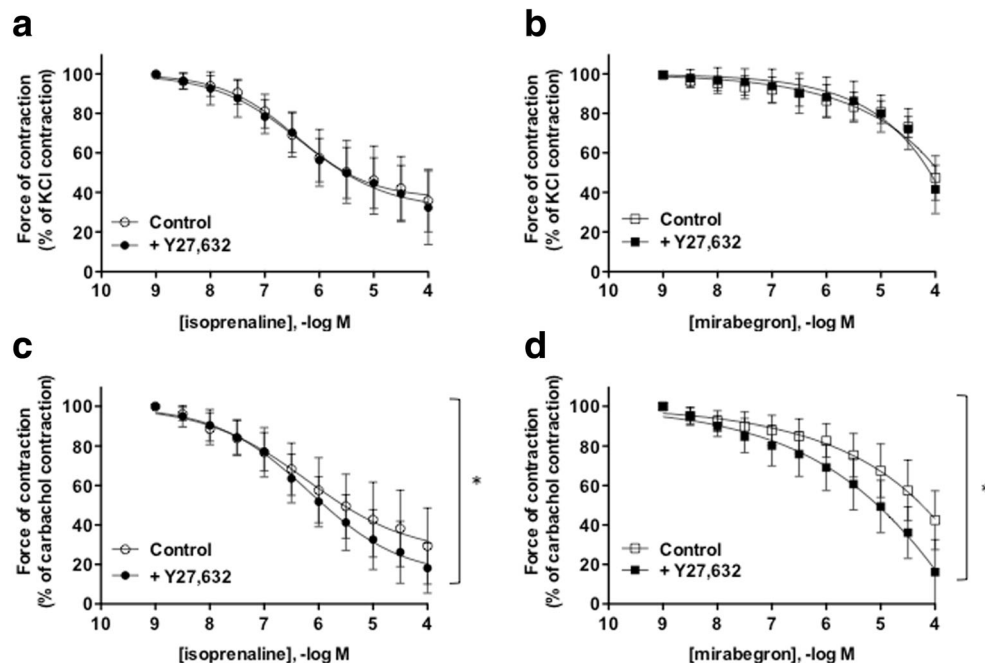 a
Force of contraction
(% of KCl contraction)
100
80
60
40
20
0
Control
+ Y27,632
10 9 8 7 6 5 4
[isoprenaline], -log M
b
Force of contraction
(% of KCl contraction)
100
80
60
40
20
0
Control
+ Y27,632
10 9 8 7 6 5 4
[mirabegron], -log M
c
Force of contraction
(% of carbachol contraction)
100
80
60
40
20
0
Control
+ Y27,632
*
10 9 8 7 6 5 4
[isoprenaline], -log M
d
Force of contraction
(% of carbachol contraction)
100
80
60
40
20
0
Control
+ Y27,632
*
10 9 8 7 6 5 4
[mirabegron], -log M